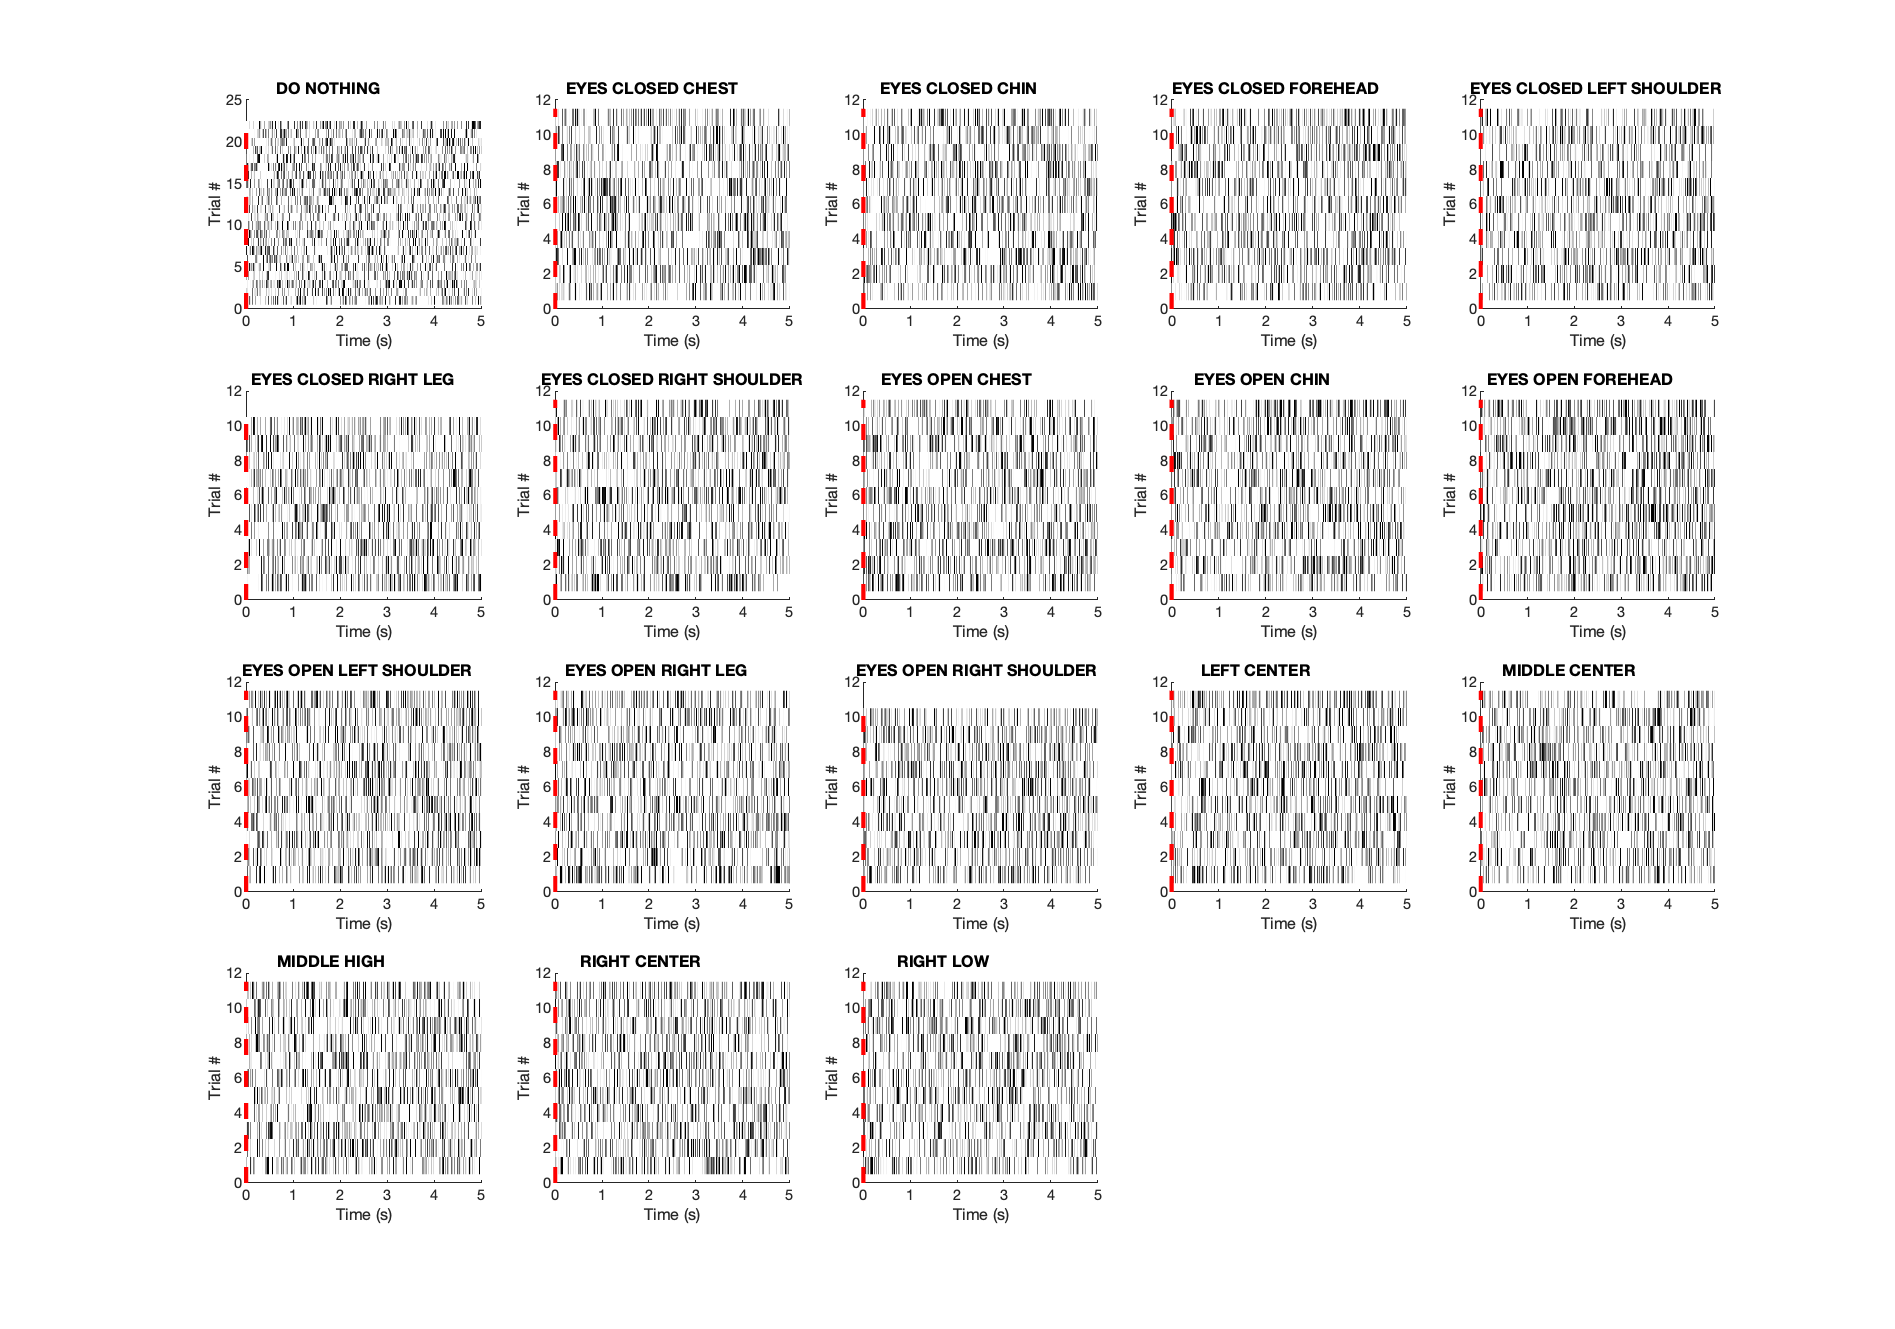 DO NOTHING
25
20
15
10
5
0
Trial #
0 1 2 3 4 5
Time (s)
EYES CLOSED CHEST
12
10
8
6
4
2
0
Trial #
0 1 2 3 4 5
Time (s)
EYES CLOSED CHIN
12
10
8
6
4
2
0
Trial #
0 1 2 3 4 5
Time (s)
EYES CLOSED FOREHEAD
12
10
8
6
4
2
0
Trial #
0 1 2 3 4 5
Time (s)
EYES CLOSED LEFT SHOULDER
12
10
8
6
4
2
0
Trial #
0 1 2 3 4 5
Time (s)
EYES CLOSED RIGHT LEG
12
10
8
6
4
2
0
Trial #
0 1 2 3 4 5
Time (s)
EYES CLOSED RIGHT SHOULDER
12
10
8
6
4
2
0
Trial #
0 1 2 3 4 5
Time (s)
EYES OPEN CHEST
12
10
8
6
4
2
0
Trial #
0 1 2 3 4 5
Time (s)
EYES OPEN CHIN
12
10
8
6
4
2
0
Trial #
0 1 2 3 4 5
Time (s)
EYES OPEN FOREHEAD
12
10
8
6
4
2
0
Trial #
0 1 2 3 4 5
Time (s)
EYES OPEN LEFT SHOULDER
12
10
8
6
4
2
0
Trial #
0 1 2 3 4 5
Time (s)
EYES OPEN RIGHT LEG
12
10
8
6
4
2
0
Trial #
0 1 2 3 4 5
Time (s)
EYES OPEN RIGHT SHOULDER
12
10
8
6
4
2
0
Trial #
0 1 2 3 4 5
Time (s)
LEFT CENTER
12
10
8
6
4
2
0
Trial #
0 1 2 3 4 5
Time (s)
MIDDLE CENTER
12
10
8
6
4
2
0
Trial #
0 1 2 3 4 5
Time (s)
MIDDLE HIGH
12
10
8
6
4
2
0
Trial #
0 1 2 3 4 5
Time (s)
RIGHT CENTER
12
10
8
6
4
2
0
Trial #
0 1 2 3 4 5
Time (s)
RIGHT LOW
12
10
8
6
4
2
0
Trial #
0 1 2 3 4 5
Time (s)